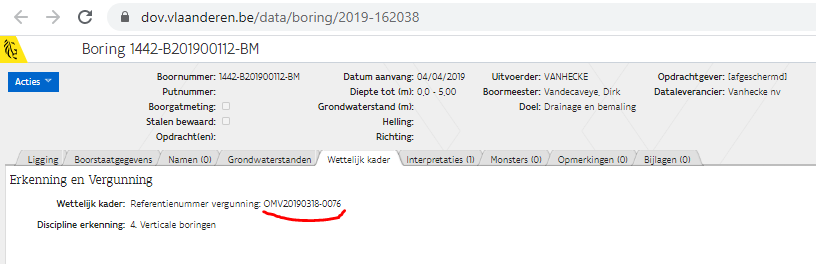 dov.vlaanderen.be/data/boring/2019-162038
Boring 1442-B201900112-BM
Acties
Boornummer: 1442-B201900112-BM
Putnummer:
Boorgatmeting:
Stalen bewaard:
Opdracht(en):
Datum aanvang: 04/04/2019
Diepte tot (m): 0,0 - 5,00
Grondwaterstand (m):
Helling:
Richting:
Uitvoerder: VANHECKE
Boormeester: Vandecaveye, Dirk
Doel: Drainage en bemaling
Opdrachtgever: [afgeschermd]
Dataleverancier: Vanhecke nv
Ligging Boorstaatgegevens Namen (0) Grondwaterstanden Wettelijk kader Interpretaties (1) Monsters (0) Opmerkingen (0) Bijlagen (0)
Erkenning en Vergunning
Wettelijk kader: Referentienummer vergunning: OMV20190318-0076
Discipline erkenning: 4. Verticale boringen